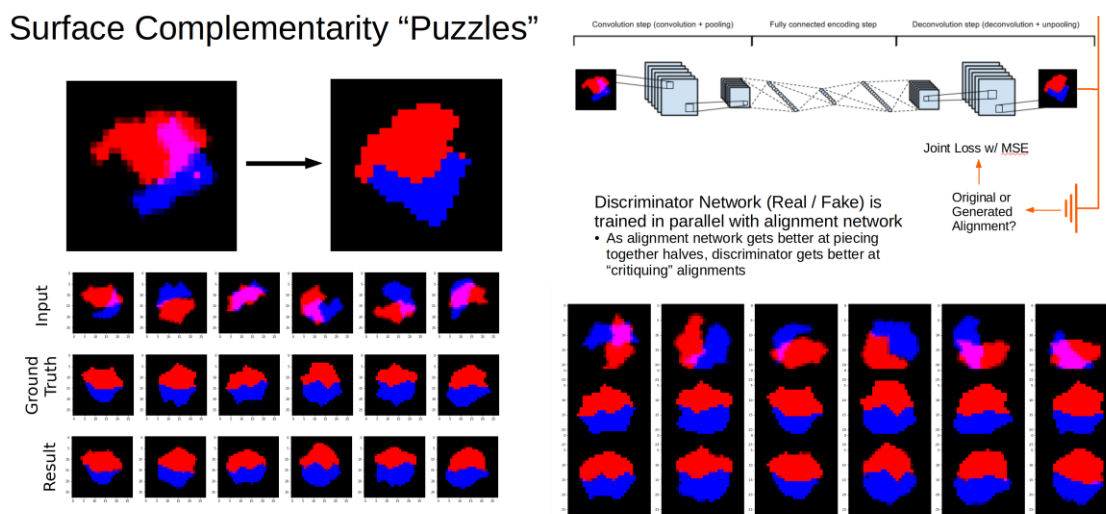 Surface Complementarity “Puzzles”
Input
Ground
Truth
Result
Convolution step (convolution + pooling)
Fully connected encoding step
Deconvolution step (deconvolution + unpooling)
Joint Loss w/ MSE
Original or
Generated
Alignment?
Discriminator Network (Real / Fake) is
trained in parallel with alignment network
• As alignment network gets better at piecing
together halves, discriminator gets better at
“critiquing” alignments